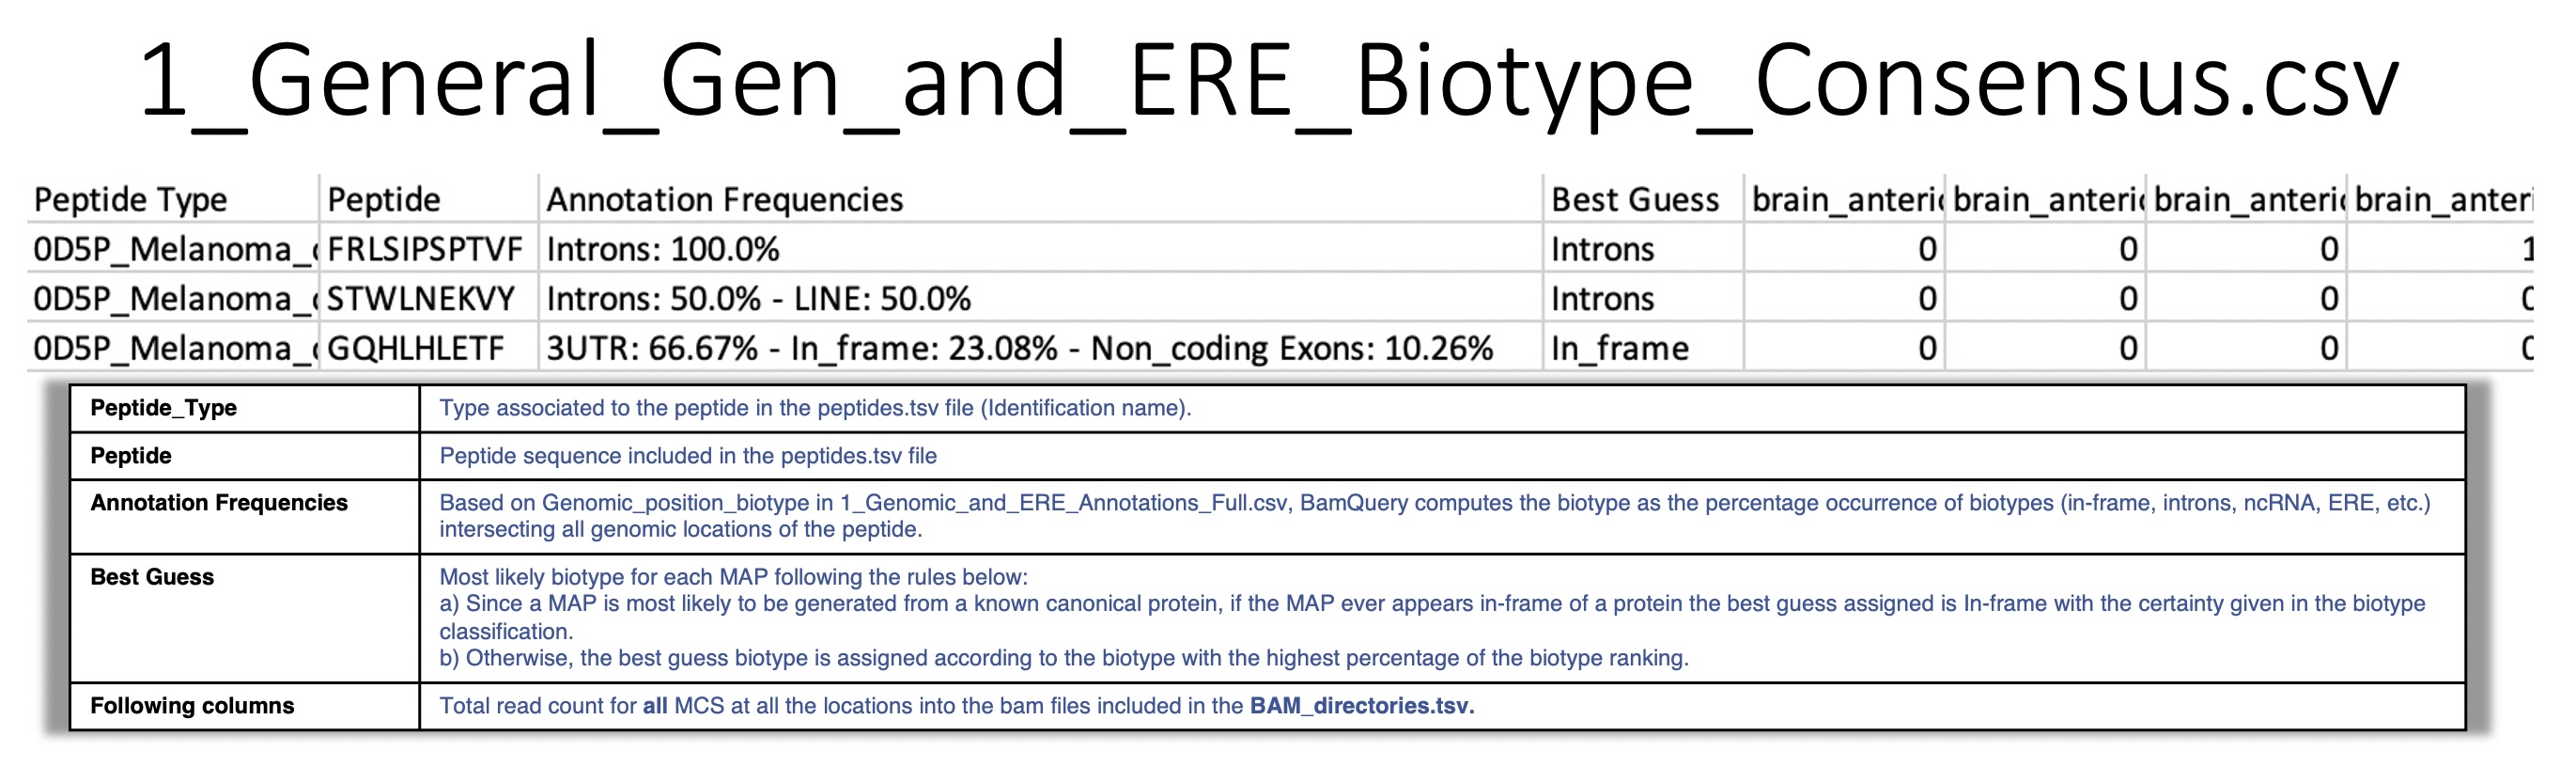 1_General_Gen_and_ERE_Biotype_Consensus.csv
Peptide Type Peptide Annotation Frequencies Best Guess brain_anteri brain_anteri brain_anteri brain_anteri
0D5P_Melanoma_ FRLSIPSPTVF Introns: 100.0% Introns 0 0 0 1
0D5P_Melanoma_ STWLNEKVY Introns: 50.0% - LINE: 50.0% Introns 0 0 0 0
0D5P_Melanoma_ GQHLHLETF 3UTR: 66.67% - In_frame: 23.08% - Non_coding Exons: 10.26% In_frame 0 0 0 0
Peptide_Type Type associated to the peptide in the peptides.tsv file (Identification name).
Peptide Peptide sequence included in the peptides.tsv file
Annotation Frequencies Based on Genomic_position_biotype in 1_Genomic_and_ERE_Annotations_Full.csv, BamQuery computes the biotype as the percentage occurrence of biotypes (in-frame, introns, ncRNA, ERE, etc.)
intersecting all genomic locations of the peptide.
Best Guess Most likely biotype for each MAP following the rules below:
a) Since a MAP is most likely to be generated from a known canonical protein, if the MAP ever appears in-frame of a protein the best guess assigned is In-frame with the certainty given in the biotype
classification.
b) Otherwise, the best guess biotype is assigned according to the biotype with the highest percentage of the biotype ranking.
Following columns Total read count for all MCS at all the locations into the bam files included in the BAM_directories.tsv.